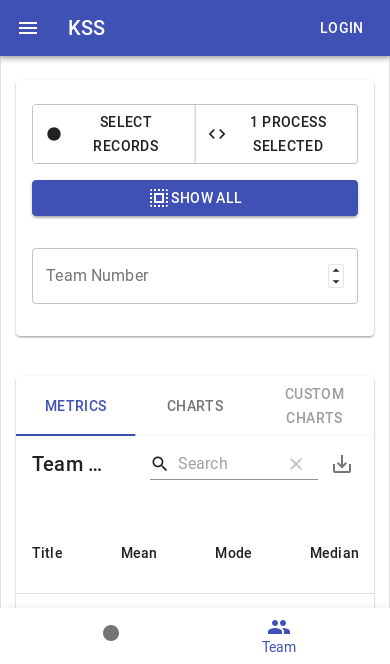 KSS
LOGIN
SELECT
RECORDS
1 PROCESS
SELECTED
SHOW ALL
Team Number
METRICS
CHARTS
CUSTOM
CHARTS
Team ...
Search
Title Mean Mode Median
Team